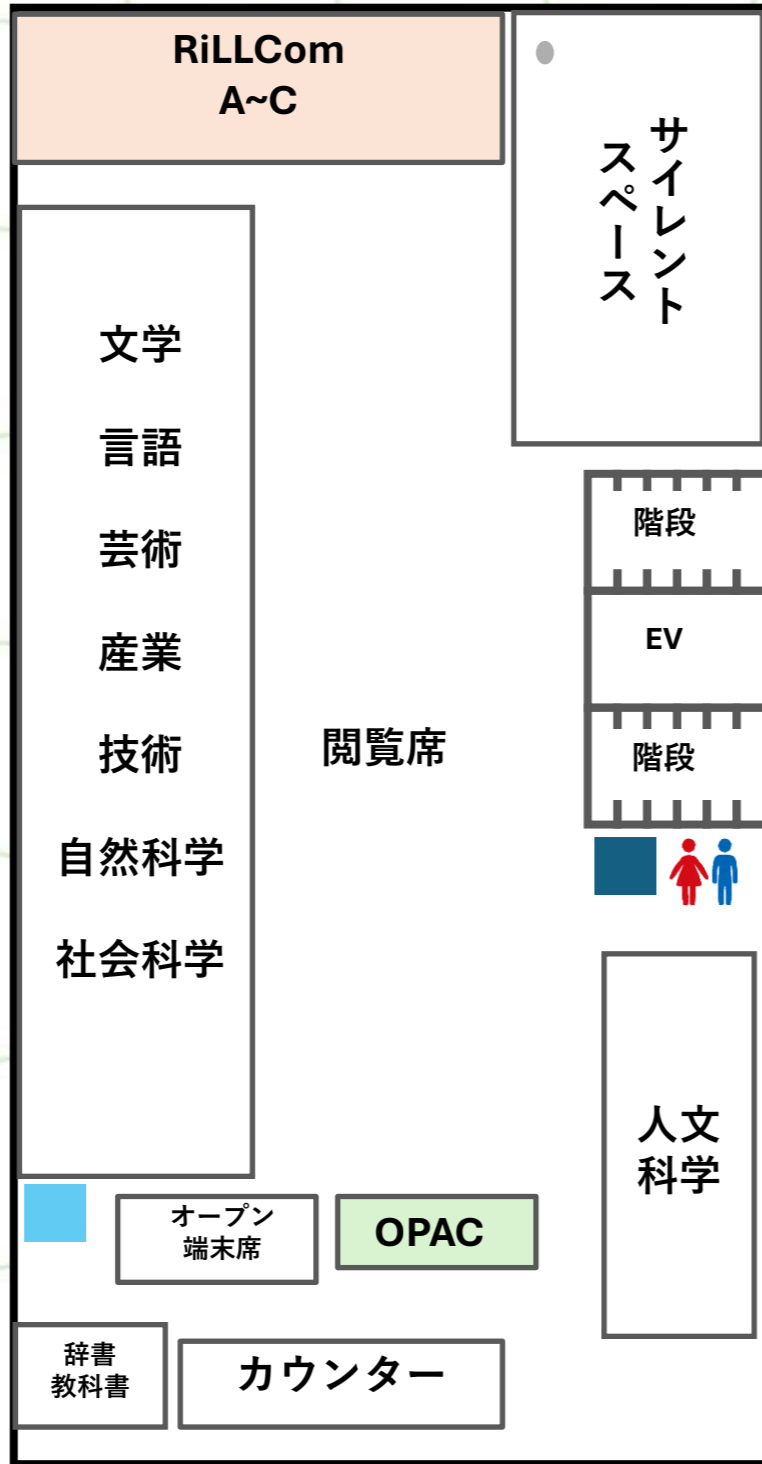 RiLLCom
A~C
サイレント
スペース
文学
言語
芸術
産業
技術
自然科学
社会科学
閲覧席
階段
EV
階段
人文
科学
オープン
端末席
OPAC
辞書
教科書
カウンター